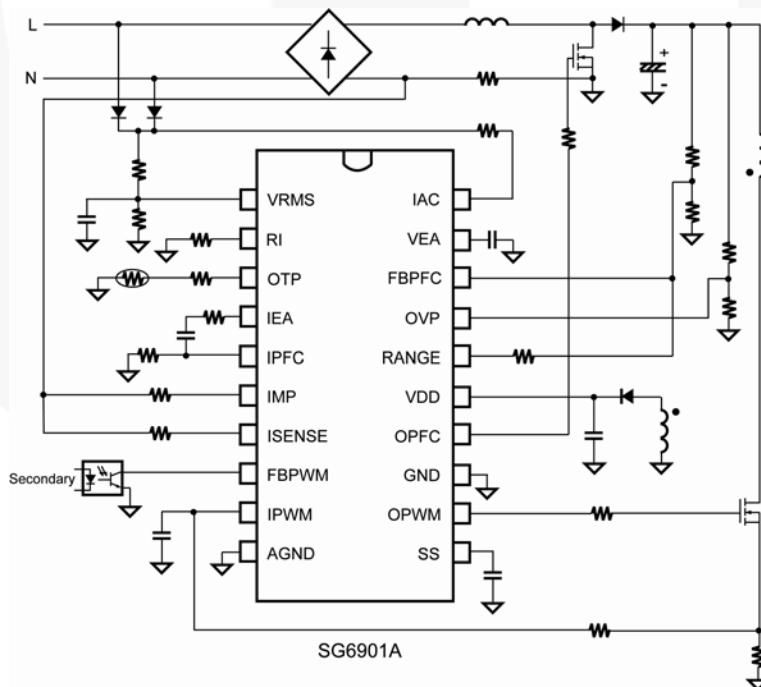 L
N
+
-
VRMS
IAC
RI
VEA
OTP
FBPFC
IEA
OVP
IPFC
RANGE
IMP
VDD
ISENSE
OPFC
Secondary
FBPWM
GND
IPWM
OPWM
AGND
SS
SG6901A